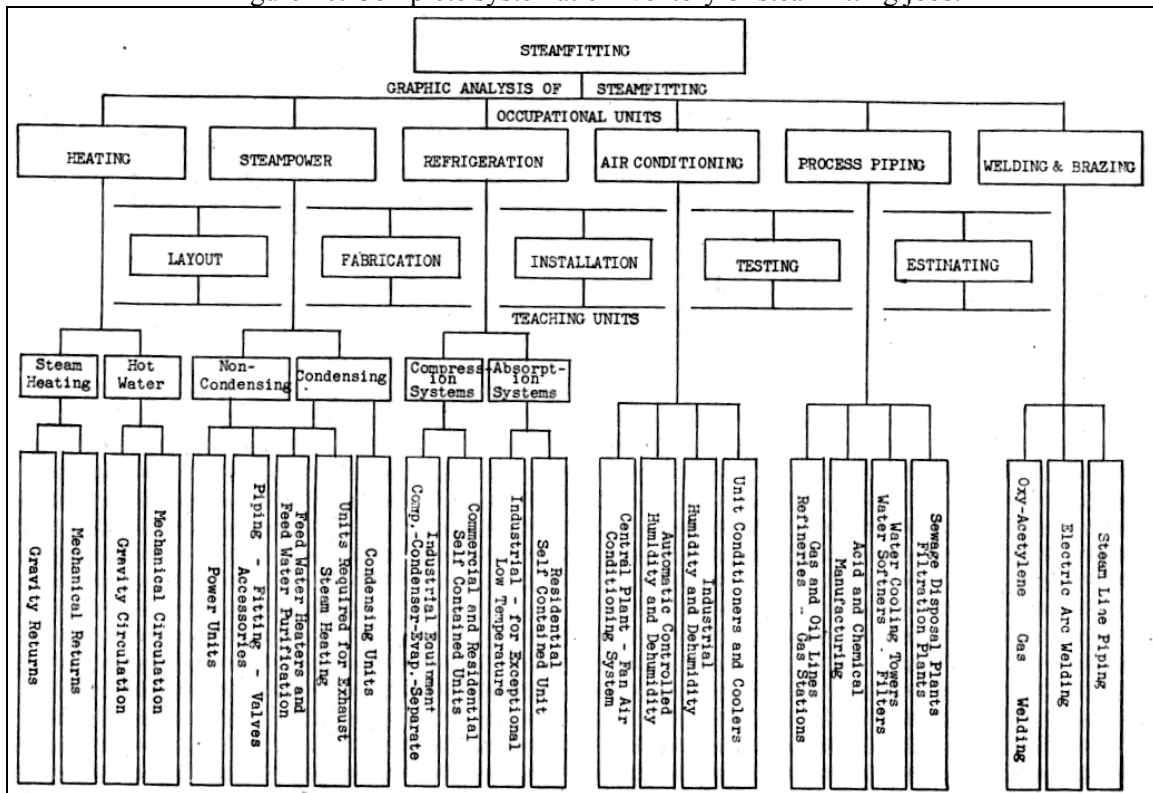 Figure Complete systematic inventory of steamfitting jobs.
STEAMFITTING
GRAPHIC ANALYSIS OF STEAMFITTING
OCCUPATIONAL UNITS
HEATING
STEAMPOWER
REFRIGERATION
AIR CONDITIONING
PROCESS PIPING
WELDING & BRAZING
LAYOUT
FABRICATION
INSTALLATION
TESTING
ESTIMATING
TEACHING UNITS
Steam
Heating
Hot
Water
Non-
Condensing
Condensing
Compress-
ion
Systems
Absorpt-
ion
Systems
Gravity Returns
Mechanical Returns
Gravity Circulation
Mechanical Circulation
Power Units
Piping - Fitting - Valves
Accessories
Feed Water Heaters and
Feed Water Purification
Units Required for Exhaust
Steam Heating
Condensing Units
Industrial Equipment
Comp.-Condenser-Evap.-Separate
Commercial and Residential
Self Contained Units
Industrial - for Exceptional
Low Temperature
Residential
Self Contained Unit
Central Plant - Fan Air
Conditioning System
Automatic Controlled
Humidity and Dehumidity
Industrial
Humidity and Dehumidity
Unit Conditioners and Coolers
Gas and Oil Lines
Refineries - Gas Stations
Acid and Chemical
Manufacturing
Water Cooling Towers
Water Softners - Filters
Sewage Disposal Plants
Filtration Plants
Oxy-Acetylene Gas Welding
Electric Arc Welding
Steam Line Piping